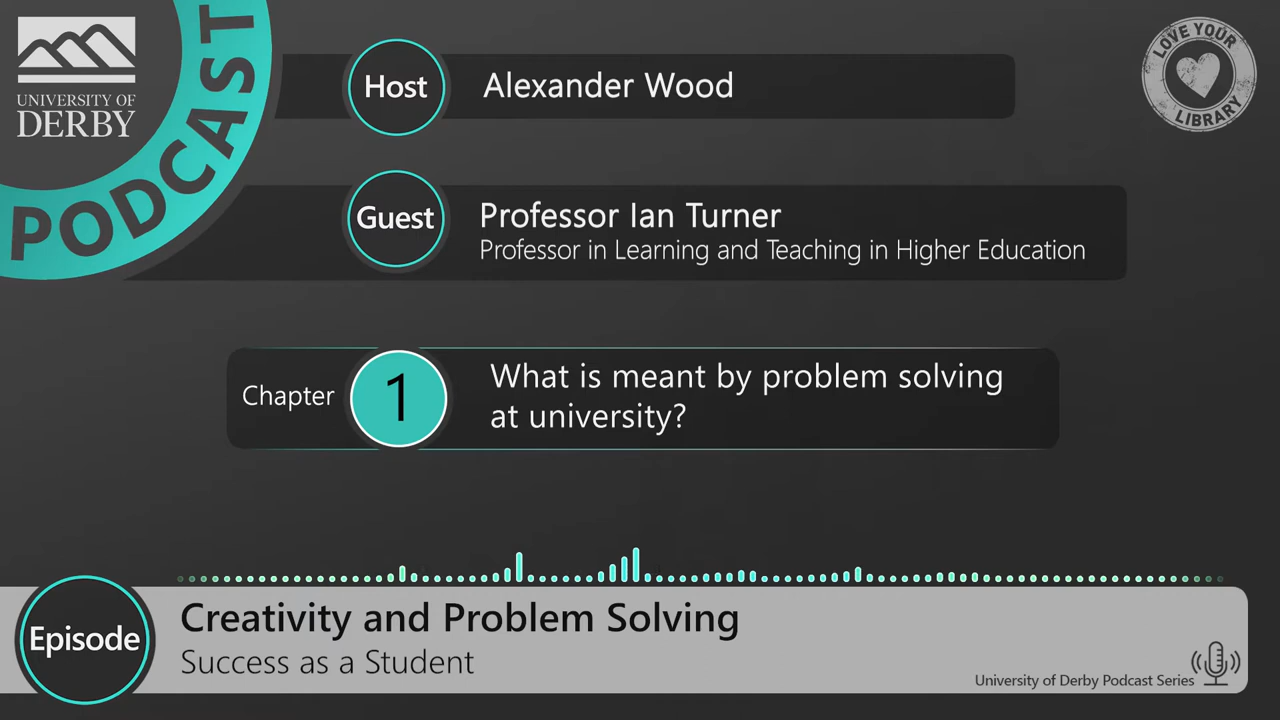 UNIVERSITY OF
DERBY
PODCAST
Host
Alexander Wood
LOVE YOUR
LIBRARY
Guest
Professor Ian Turner
Professor in Learning and Teaching in Higher Education
Chapter
1
What is meant by problem solving
at university?
Episode
Creativity and Problem Solving
Success as a Student
University of Derby Podcast Series